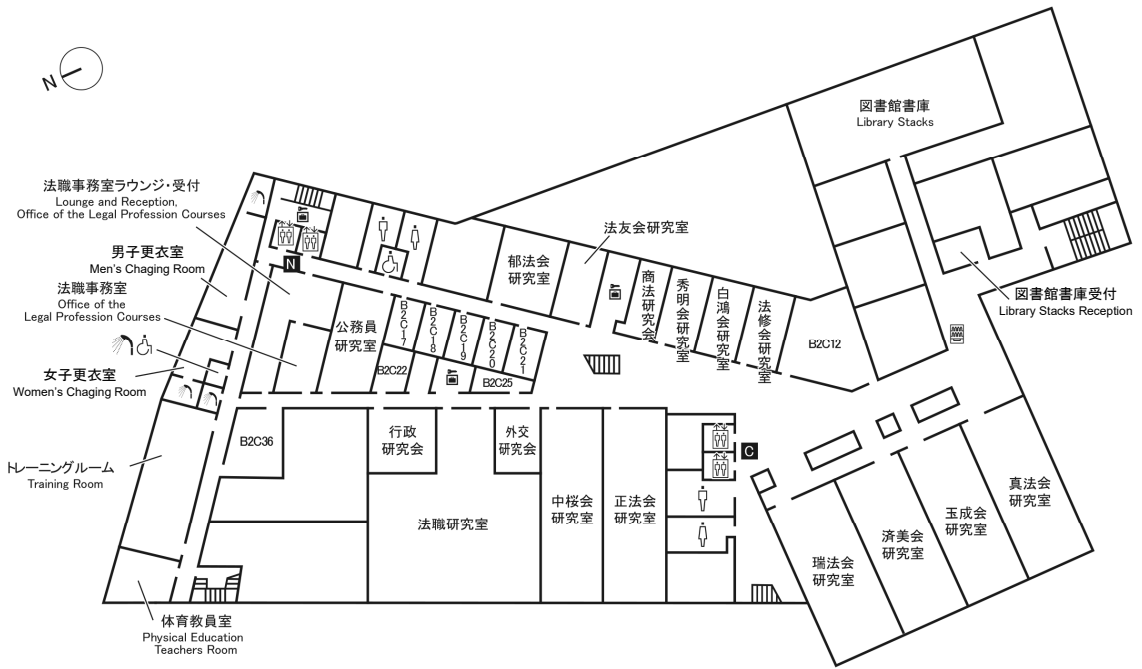 N
図書館書庫
Library Stacks
法職事務室ラウンジ・受付
Lounge and Reception,
Office of the Legal Profession Courses
男子更衣室
Men's Chaging Room
法職事務室
Office of the
Legal Profession Courses
女子更衣室
Women's Chaging Room
トレーニングルーム
Training Room
体育教員室
Physical Education
Teachers Room
N
公務員
研究室
B2C17
B2C18
B2C19
B2C20
B2C21
B2C22
B2C25
郁法会
研究室
法友会研究室
商法研究会
秀明会研究室
白鴻会研究室
法修会研究室
B2C12
図書館書庫受付
Library Stacks Reception
B2C36
行政
研究会
外交
研究会
法職研究室
中桜会
研究室
正法会
研究室
C
瑞法会
研究室
済美会
研究室
玉成会
研究室
真法会
研究室